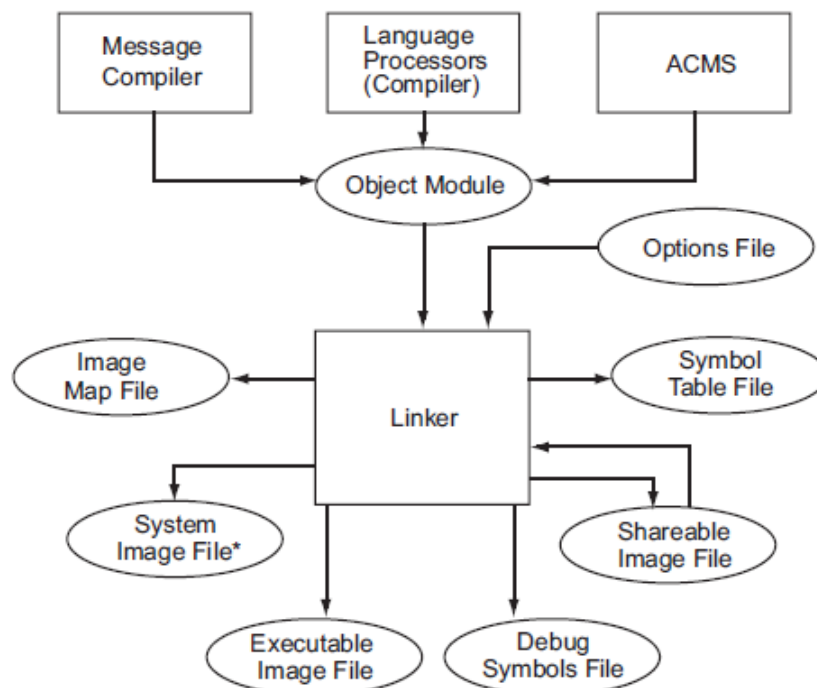 Message
Compiler
Language
Processors
(Compiler)
ACMS
Object Module
Options File
Image
Map File
Symbol
Table File
Linker
System
Image File*
Shareable
Image File
Executable
Image File
Debug
Symbols File